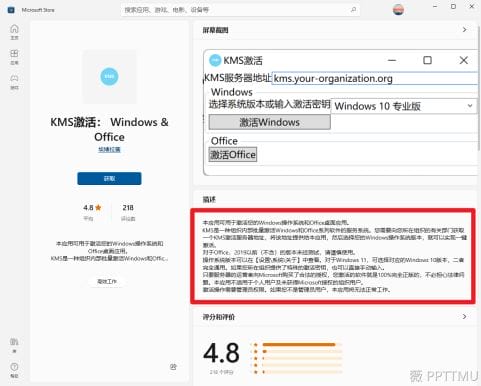 Microsoft Store
搜索应用、游戏、电影、设备等
主页
应用
游戏
库
帮助
KMS
KMS激活： Windows & Office
获取
4.8 ★
平均
218
评分数
本应用可用于激活您的Windows操作系统和Office桌面应用。
KMS是一种组织内部批量激活Windows和Office...
高效工作
屏幕截图
KMS激活
KMS服务器地址 kms.your-organization.org
Windows
选择系统版本或输入激活密钥 Windows 10 专业版
激活Windows
Office
激活Office
描述
本应用可用于激活您的Windows操作系统和Office桌面应用。
KMS是一种组织内部批量激活Windows和Office系列软件的服务系统。您需要向您所在组织的有关部门获取
一个KMS激活服务器地址，将该地址提供给本应用，然后选择您的Windows操作系统版本，就可以实现一键
激活。
对于Office，2019以前（不含）的版本未经测试，请谨慎使用。
操作系统版本可以在【设置\系统\关于】中查看。对于Windows 11，可选择对应的Windows 10版本，二者
完全通用。如果您所在组织提供了特殊的激活密钥，也可以直接手动输入。
只要服务器的运营者向Microsoft购买了合法的授权，您激活的软件就是100%完全正版的，不必担心法律问
题。本应用不适用于个人用户及未获得Microsoft授权的组织用户。
激活操作需要管理员权限。如果您不是管理员用户，本应用将无法正常工作。
评分和评价
4.8
218 个评分
5
4
3
2
1
薇 PPTTMU